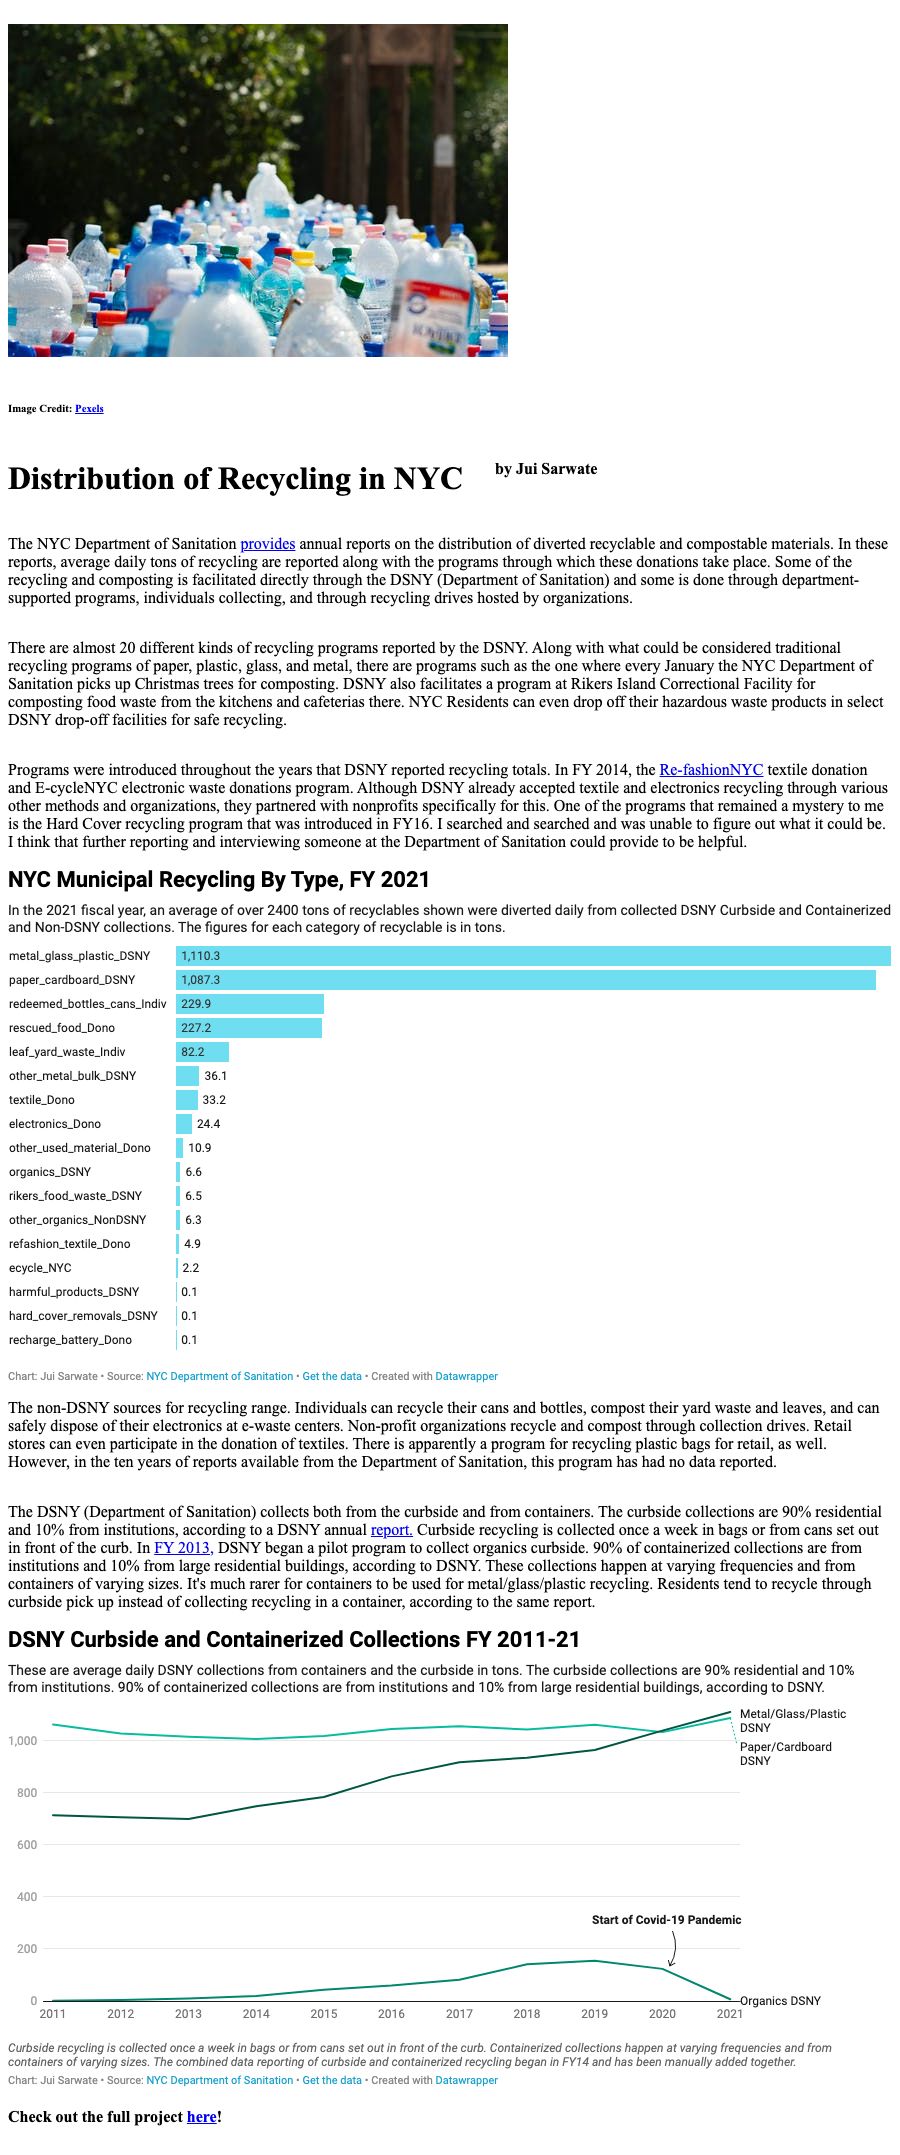 Image Credit: Pexels
Distribution of Recycling in NYC by Jui Sarwate
The NYC Department of Sanitation provides annual reports on the distribution of diverted recyclable and compostable materials. In these
reports, average daily tons of recycling are reported along with the programs through which these donations take place. Some of the
recycling and composting is facilitated directly through the DSNY (Department of Sanitation) and some is done through department-
supported programs, individuals collecting, and through recycling drives hosted by organizations.
There are almost 20 different kinds of recycling programs reported by the DSNY. Along with what could be considered traditional
recycling programs of paper, plastic, glass, and metal, there are programs such as the one where every January the NYC Department of
Sanitation picks up Christmas trees for composting. DSNY also facilitates a program at Rikers Island Correctional Facility for
composting food waste from the kitchens and cafeterias there. NYC Residents can even drop off their hazardous waste products in select
DSNY drop-off facilities for safe recycling.
Programs were introduced throughout the years that DSNY reported recycling totals. In FY 2014, the Re-fashionNYC textile donation
and E-cycleNYC electronic waste donations program. Although DSNY already accepted textile and electronics recycling through various
other methods and organizations, they partnered with nonprofits specifically for this. One of the programs that remained a mystery to me
is the Hard Cover recycling program that was introduced in FY16. I searched and searched and was unable to figure out what it could be.
I think that further reporting and interviewing someone at the Department of Sanitation could provide to be helpful.
NYC Municipal Recycling By Type, FY 2021
In the 2021 fiscal year, an average of over 2400 tons of recyclables shown were diverted daily from collected DSNY Curbside and Containerized
and Non-DSNY collections. The figures for each category of recyclable is in tons.
metal_glass_plastic_DSNY 1,110.3
paper_cardboard_DSNY 1,087.3
redeemed_bottles_cans_Indiv 229.9
rescued_food_Dono 227.2
leaf_yard_waste_Indiv 82.2
other_metal_bulk_DSNY 36.1
textile_Dono 33.2
electronics_Dono 24.4
other_used_material_Dono 10.9
organics_DSNY 6.6
rikers_food_waste_DSNY 6.5
other_organics_NonDSNY 6.3
refashion_textile_Dono 4.9
ecycle_NYC 2.2
harmful_products_DSNY 0.1
hard_cover_removals_DSNY 0.1
recharge_battery_Dono 0.1
Chart: Jui Sarwate • Source: NYC Department of Sanitation • Get the data • Created with Datawrapper
The non-DSNY sources for recycling range. Individuals can recycle their cans and bottles, compost their yard waste and leaves, and can
safely dispose of their electronics at e-waste centers. Non-profit organizations recycle and compost through collection drives. Retail
stores can even participate in the donation of textiles. There is apparently a program for recycling plastic bags for retail, as well.
However, in the ten years of reports available from the Department of Sanitation, this program has had no data reported.
The DSNY (Department of Sanitation) collects both from the curbside and from containers. The curbside collections are 90% residential
and 10% from institutions, according to a DSNY annual report. Curbside recycling is collected once a week in bags or from cans set out
in front of the curb. In FY 2013, DSNY began a pilot program to collect organics curbside. 90% of containerized collections are from
institutions and 10% from large residential buildings, according to DSNY. These collections happen at varying frequencies and from
containers of varying sizes. It's much rarer for containers to be used for metal/glass/plastic recycling. Residents tend to recycle through
curbside pick up instead of collecting recycling in a container, according to the same report.
DSNY Curbside and Containerized Collections FY 2011-21
These are average daily DSNY collections from containers and the curbside in tons. The curbside collections are 90% residential and 10%
from institutions. 90% of containerized collections are from institutions and 10% from large residential buildings, according to DSNY.
Metal/Glass/Plastic
DSNY
1,000
Paper/Cardboard
DSNY
800
600
400
Start of Covid-19 Pandemic
200
0
Organics DSNY
2011 2012 2013 2014 2015 2016 2017 2018 2019 2020 2021
Curbside recycling is collected once a week in bags or from cans set out in front of the curb. Containerized collections happen at varying frequencies and from
containers of varying sizes. The combined data reporting of curbside and containerized recycling began in FY14 and has been manually added together.
Chart: Jui Sarwate • Source: NYC Department of Sanitation • Get the data • Created with Datawrapper
Check out the full project here!